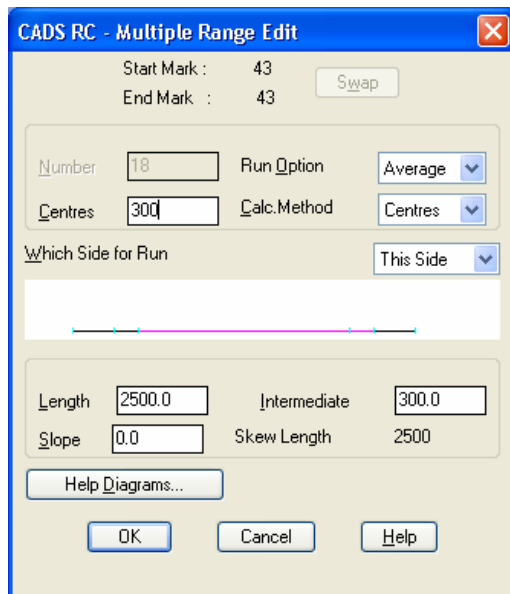 CADS RC - Multiple Range Edit
Start Mark : 43
Swap
End Mark : 43
Number 18 Run Option Average
Centres 300 Calc.Method Centres
Which Side for Run This Side
Length 2500.0 Intermediate 300.0
Slope 0.0 Skew Length 2500
Help Diagrams...
OK Cancel Help